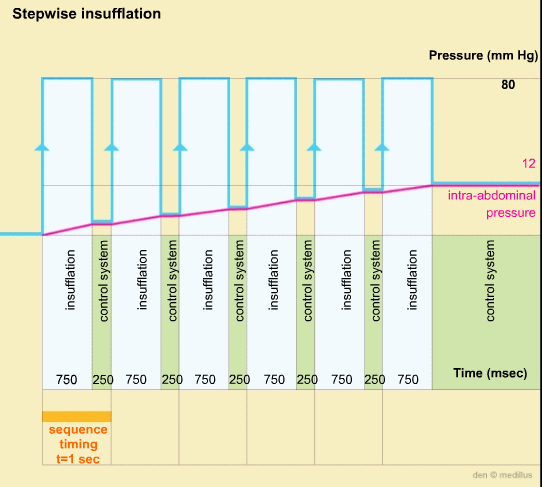 Stepwise insufflation
Pressure (mm Hg)
80
12
intra-abdominal
pressure
insufflation
control system
insufflation
control system
insufflation
control system
insufflation
control system
insufflation
control system
insufflation
control system
750
250
750
250
750
250
750
250
750
250
750
Time (msec)
sequence
timing
t=1 sec
den © medillus